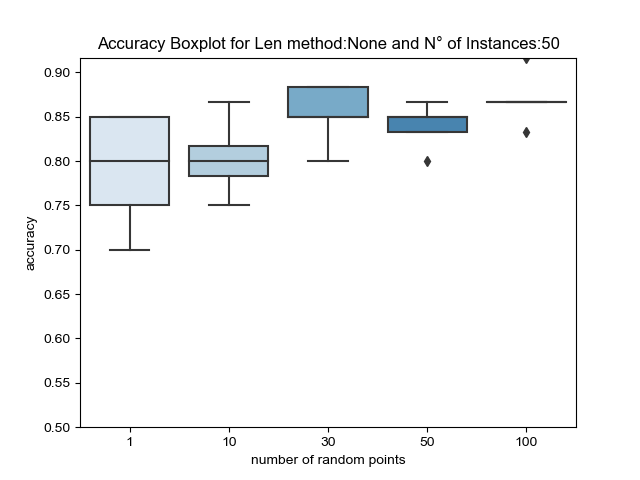 Accuracy Boxplot for Len method:None and N° of Instances:50
0.90
0.85
0.80
0.75
0.70
0.65
0.60
0.55
0.50
accuracy
1 10 30 50 100
number of random points